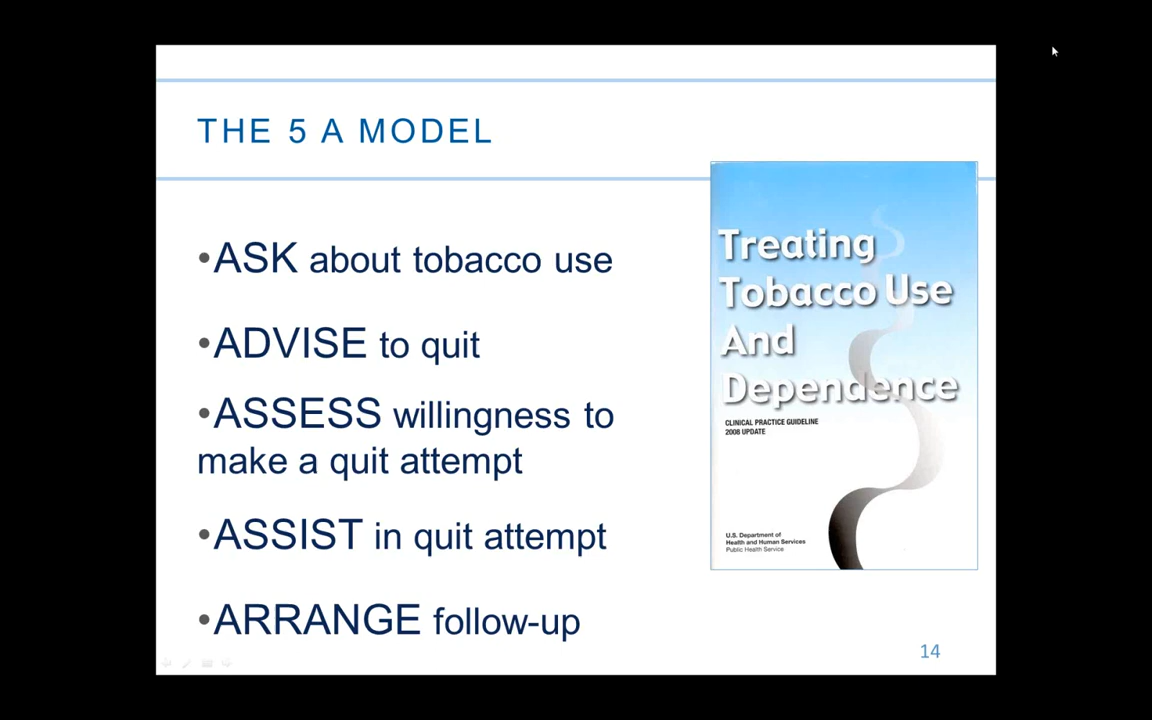 THE 5 A MODEL
•ASK about tobacco use
•ADVISE to quit
•ASSESS willingness to
make a quit attempt
•ASSIST in quit attempt
•ARRANGE follow-up
Treating
Tobacco Use
And
Dependence
CLINICAL PRACTICE GUIDELINE
2008 UPDATE
U.S. Department of
Health and Human Services
Public Health Service
14